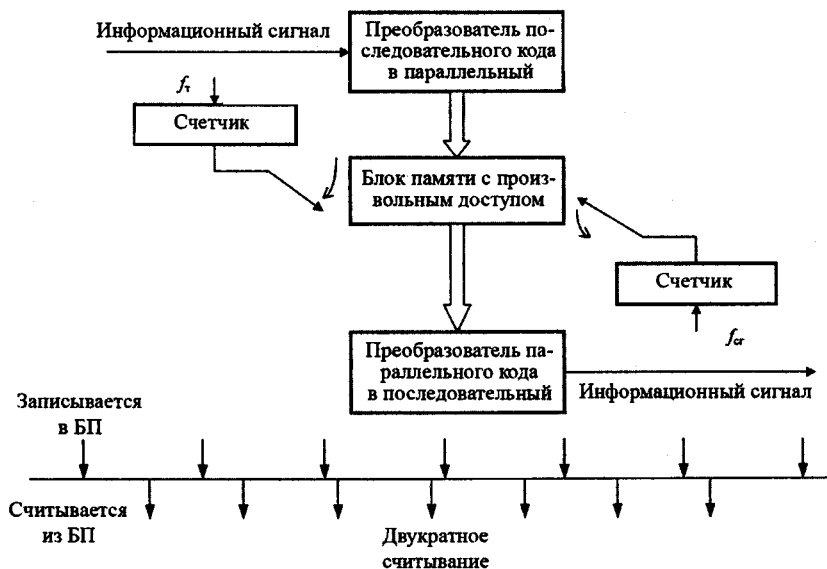 Информационный сигнал
Преобразователь по-
следовательного кода
в параллельный
fт
Счетчик
Блок памяти с произ-
вольным доступом
Счетчик
fсг
Преобразователь па-
раллельного кода
в последовательный
Информационный сигнал
Записывается
в БП
Считывается
из БП
Двукратное
считывание